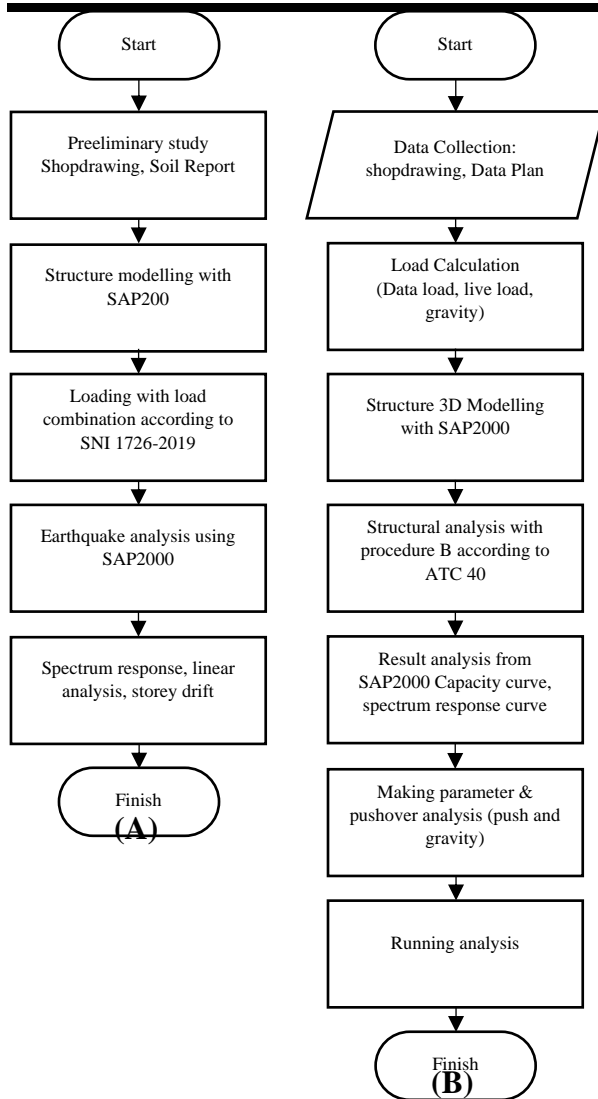 Start
Preeliminary study
Shopdrawing, Soil Report
Structure modelling with
SAP200
Loading with load
combination according to
SNI 1726-2019
Earthquake analysis using
SAP2000
Spectrum response, linear
analysis, storey drift
Finish
(A)
Start
Data Collection:
shopdrawing, Data Plan
Load Calculation
(Data load, live load,
gravity)
Structure 3D Modelling
with SAP2000
Structural analysis with
procedure B according to
ATC 40
Result analysis from
SAP2000 Capacity curve,
spectrum response curve
Making parameter &
pushover analysis (push and
gravity)
Running analysis
Finish
(B)